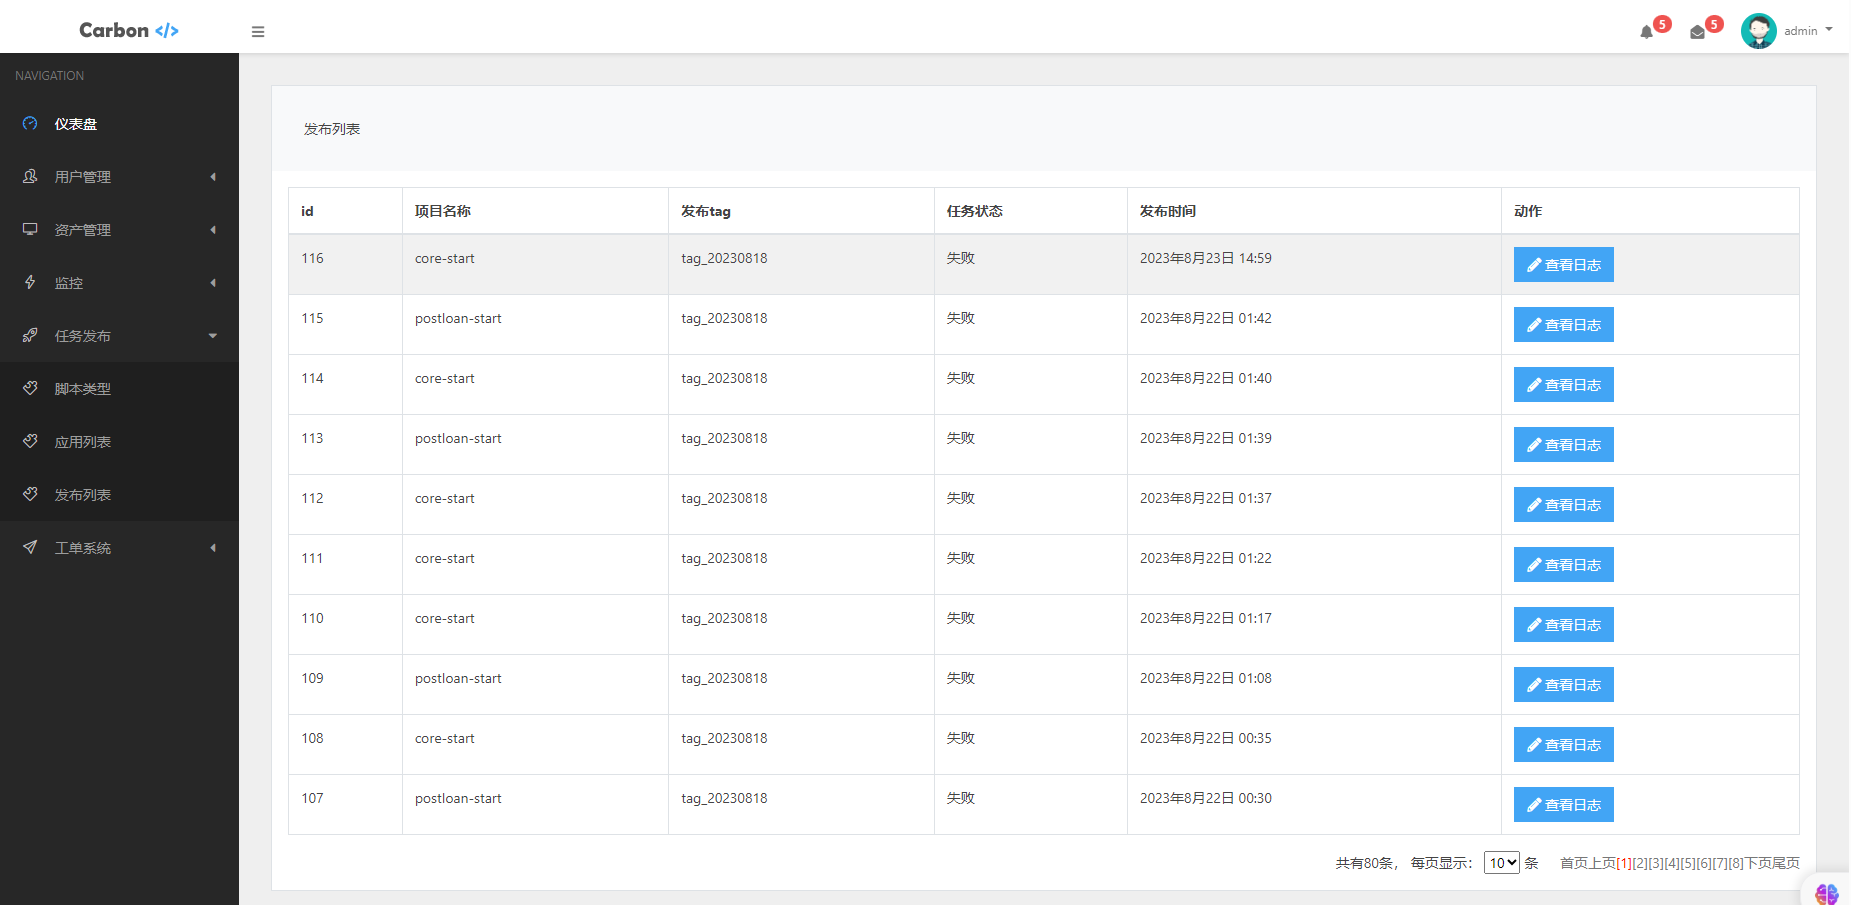 Carbon </>
5
5
admin
NAVIGATION
仪表盘
用户管理
资产管理
监控
任务发布
脚本类型
应用列表
发布列表
工单系统
发布列表
id 项目名称 发布tag 任务状态 发布时间 动作
116 core-start tag_20230818 失败 2023年8月23日 14:59 查看日志
115 postloan-start tag_20230818 失败 2023年8月22日 01:42 查看日志
114 core-start tag_20230818 失败 2023年8月22日 01:40 查看日志
113 postloan-start tag_20230818 失败 2023年8月22日 01:39 查看日志
112 core-start tag_20230818 失败 2023年8月22日 01:37 查看日志
111 core-start tag_20230818 失败 2023年8月22日 01:22 查看日志
110 core-start tag_20230818 失败 2023年8月22日 01:17 查看日志
109 postloan-start tag_20230818 失败 2023年8月22日 01:08 查看日志
108 core-start tag_20230818 失败 2023年8月22日 00:35 查看日志
107 postloan-start tag_20230818 失败 2023年8月22日 00:30 查看日志
共有80条， 每页显示： 10 条 首页上页[1][2][3][4][5][6][7][8]下页尾页